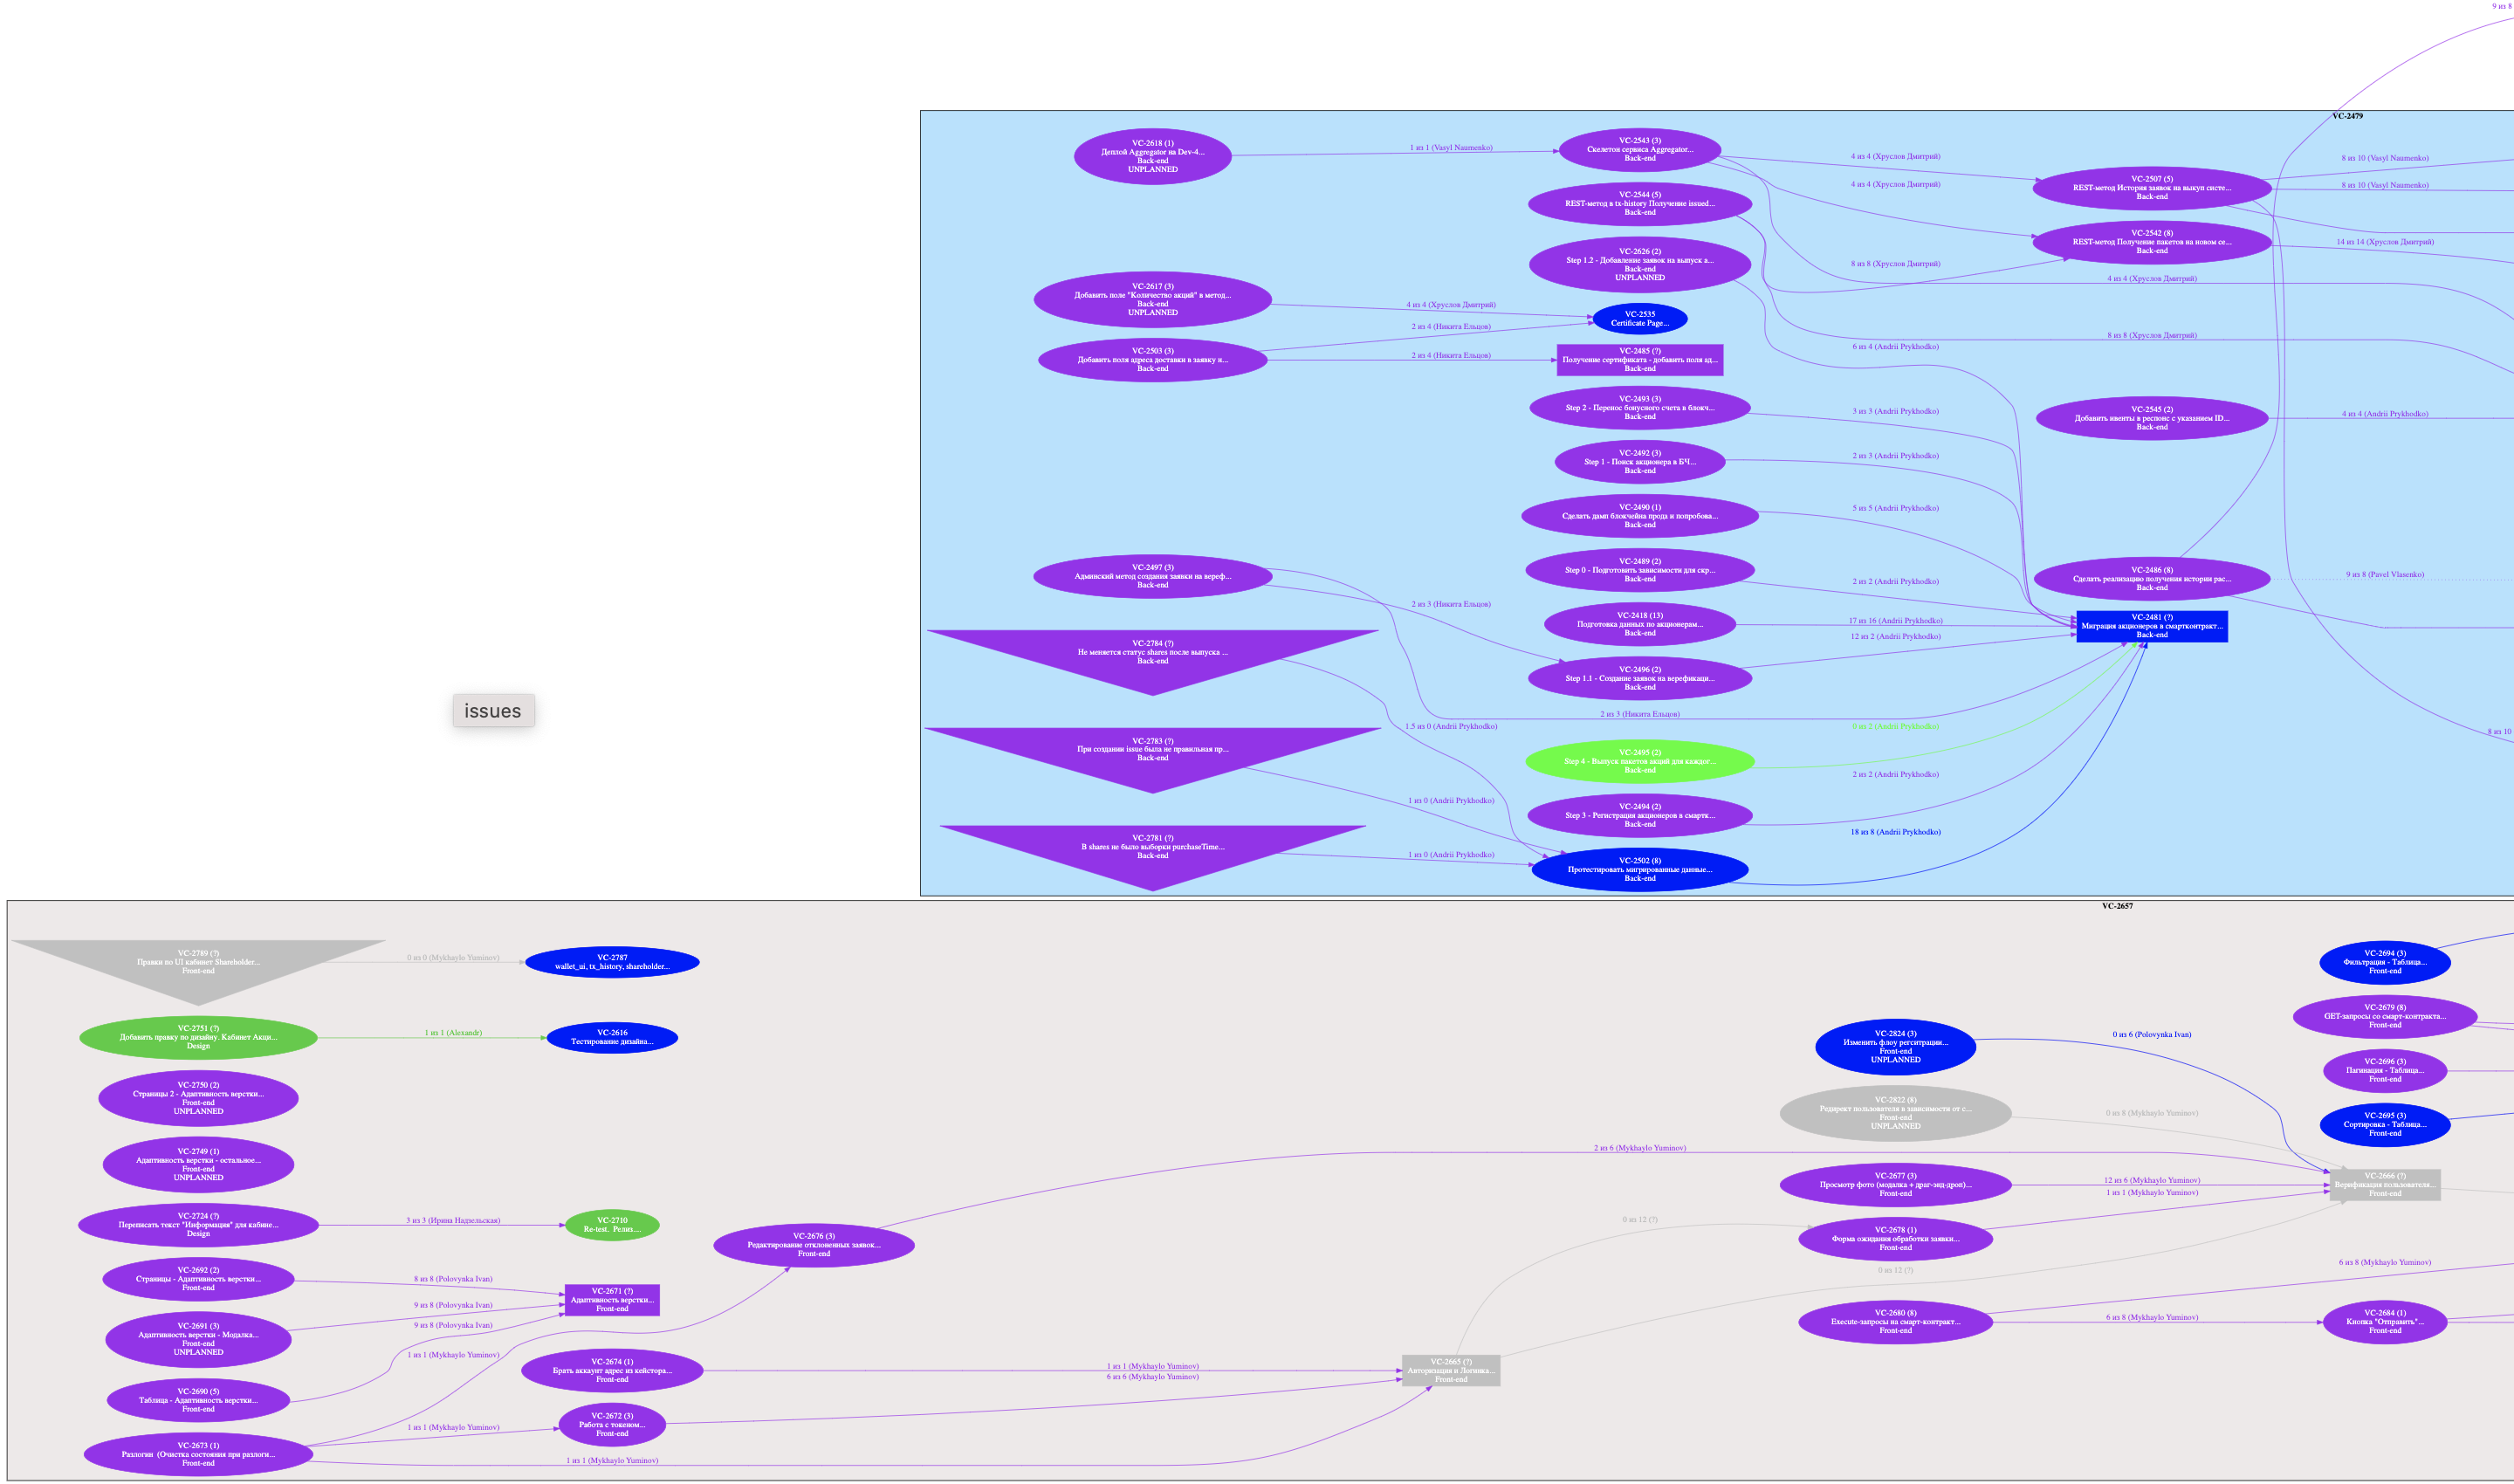 9 из 8
VC-2479
VC-2618 (1)
Деплой Aggregator на Dev-4...
Back-end
UNPLANNED
1 из 1 (Vasyl Naumenko)
VC-2543 (3)
Скелетон сервиса Aggregator...
Back-end
4 из 4 (Хруслов Дмитрий)
4 из 4 (Хруслов Дмитрий)
VC-2507 (5)
REST-метод История заявок на выкуп систе...
Back-end
8 из 10 (Vasyl Naumenko)
8 из 10 (Vasyl Naumenko)
VC-2544 (5)
REST-метод в tx-history Получение issued...
Back-end
VC-2542 (8)
REST-метод Получение пакетов на новом се...
Back-end
14 из 14 (Хруслов Дмитрий)
VC-2626 (2)
Step 1.2 - Добавление заявок на выпуск а...
Back-end
UNPLANNED
8 из 8 (Хруслов Дмитрий)
4 из 4 (Хруслов Дмитрий)
VC-2617 (3)
Добавить поле "Количество акций" в метод...
Back-end
UNPLANNED
4 из 4 (Хруслов Дмитрий)
2 из 4 (Никита Ельцов)
VC-2535
Certificate Page...
8 из 8 (Хруслов Дмитрий)
6 из 4 (Andrii Prykhodko)
VC-2503 (3)
Добавить поля адреса доставки в заявку н...
Back-end
2 из 4 (Никита Ельцов)
VC-2485 (?)
Получение сертификата - добавить поля ад...
Back-end
VC-2493 (3)
Step 2 - Перенос бонусного счета в блокч...
Back-end
3 из 3 (Andrii Prykhodko)
VC-2545 (2)
Добавить ивенты в респонс с указанием ID...
Back-end
4 из 4 (Andrii Prykhodko)
VC-2492 (3)
Step 1 - Поиск акционера в БЧ...
Back-end
2 из 3 (Andrii Prykhodko)
VC-2490 (1)
Сделать дамп блокчейна прода и попробова...
Back-end
5 из 5 (Andrii Prykhodko)
VC-2497 (3)
Админский метод создания заявки на вереф...
Back-end
VC-2489 (2)
Step 0 - Подготовить зависимости для скр...
Back-end
2 из 2 (Andrii Prykhodko)
VC-2486 (8)
Сделать реализацию получения истории рас...
Back-end
9 из 8 (Pavel Vlasenko)
2 из 3 (Никита Ельцов)
VC-2418 (13)
Подготовка данных по акционерам...
Back-end
17 из 16 (Andrii Prykhodko)
12 из 2 (Andrii Prykhodko)
VC-2481 (?)
Миграция акционеров в смартконтракт...
Back-end
VC-2784 (?)
Не меняется статус shares после выпуска ...
Back-end
VC-2496 (2)
Step 1.1 - Создание заявок на верефикаци...
Back-end
issues
2 из 3 (Никита Ельцов)
1.5 из 0 (Andrii Prykhodko)
0 из 2 (Andrii Prykhodko)
8 из 10
VC-2783 (?)
При создании issue была не правильная пр...
Back-end
VC-2495 (2)
Step 4 - Выпуск пакетов акций для каждог...
Back-end
2 из 2 (Andrii Prykhodko)
1 из 0 (Andrii Prykhodko)
VC-2494 (2)
Step 3 - Регистрация акционеров в смартк...
Back-end
18 из 8 (Andrii Prykhodko)
VC-2781 (?)
В shares не было выборки purchaseTime...
Back-end
1 из 0 (Andrii Prykhodko)
VC-2502 (8)
Протестировать мигрированные данные...
Back-end
VC-2657
VC-2789 (?)
Правки по UI кабинет Shareholder...
Front-end
0 из 0 (Mykhaylo Yuminov)
VC-2787
wallet_ui, tx_history, shareholder...
VC-2694 (3)
Фильтрация - Таблица...
Front-end
VC-2751 (?)
Добавить правку по дизайну. Кабинет Акци...
Design
1 из 1 (Alexandr)
VC-2616
Тестирование дизайна...
VC-2824 (3)
Изменить флоу регситрации...
Front-end
UNPLANNED
0 из 6 (Polovynka Ivan)
VC-2679 (8)
GET-запросы со смарт-контракта...
Front-end
VC-2696 (3)
Пагинация - Таблица...
Front-end
VC-2750 (2)
Страницы 2 - Адаптивность верстки...
Front-end
UNPLANNED
VC-2822 (8)
Редирект пользователя в зависимости от с...
Front-end
UNPLANNED
0 из 8 (Mykhaylo Yuminov)
VC-2695 (3)
Сортировка - Таблица...
Front-end
VC-2749 (1)
Адаптивность верстки - остальное...
Front-end
UNPLANNED
2 из 6 (Mykhaylo Yuminov)
VC-2677 (3)
Просмотр фото (модалка + драг-энд-дроп)...
Front-end
12 из 6 (Mykhaylo Yuminov)
1 из 1 (Mykhaylo Yuminov)
VC-2666 (?)
Верификация пользователя...
Front-end
VC-2724 (?)
Переписать текст "Информация" для кабине...
Design
3 из 3 (Ирина Надзельская)
VC-2710
Re-test. Релиз....
VC-2676 (3)
Редактирование отклоненных заявок...
Front-end
0 из 12 (?)
VC-2678 (1)
Форма ожидания обработки заявки...
Front-end
0 из 12 (?)
6 из 8 (Mykhaylo Yuminov)
VC-2692 (2)
Страницы - Адаптивность верстки...
Front-end
8 из 8 (Polovynka Ivan)
VC-2671 (?)
Адаптивность верстки...
Front-end
9 из 8 (Polovynka Ivan)
VC-2691 (3)
Адаптивность верстки - Модалка...
Front-end
UNPLANNED
9 из 8 (Polovynka Ivan)
VC-2680 (8)
Execute-запросы на смарт-контракт...
Front-end
6 из 8 (Mykhaylo Yuminov)
VC-2684 (1)
Кнопка "Отправить"...
Front-end
1 из 1 (Mykhaylo Yuminov)
VC-2674 (1)
Брать аккаунт адрес из кейстора...
Front-end
1 из 1 (Mykhaylo Yuminov)
6 из 6 (Mykhaylo Yuminov)
VC-2665 (?)
Авторизация и Логика...
Front-end
VC-2690 (5)
Таблица - Адаптивность верстки...
Front-end
VC-2672 (3)
Работа с токеном...
Front-end
1 из 1 (Mykhaylo Yuminov)
VC-2673 (1)
Разлогин (Очистка состояния при разлоги...
Front-end
1 из 1 (Mykhaylo Yuminov)